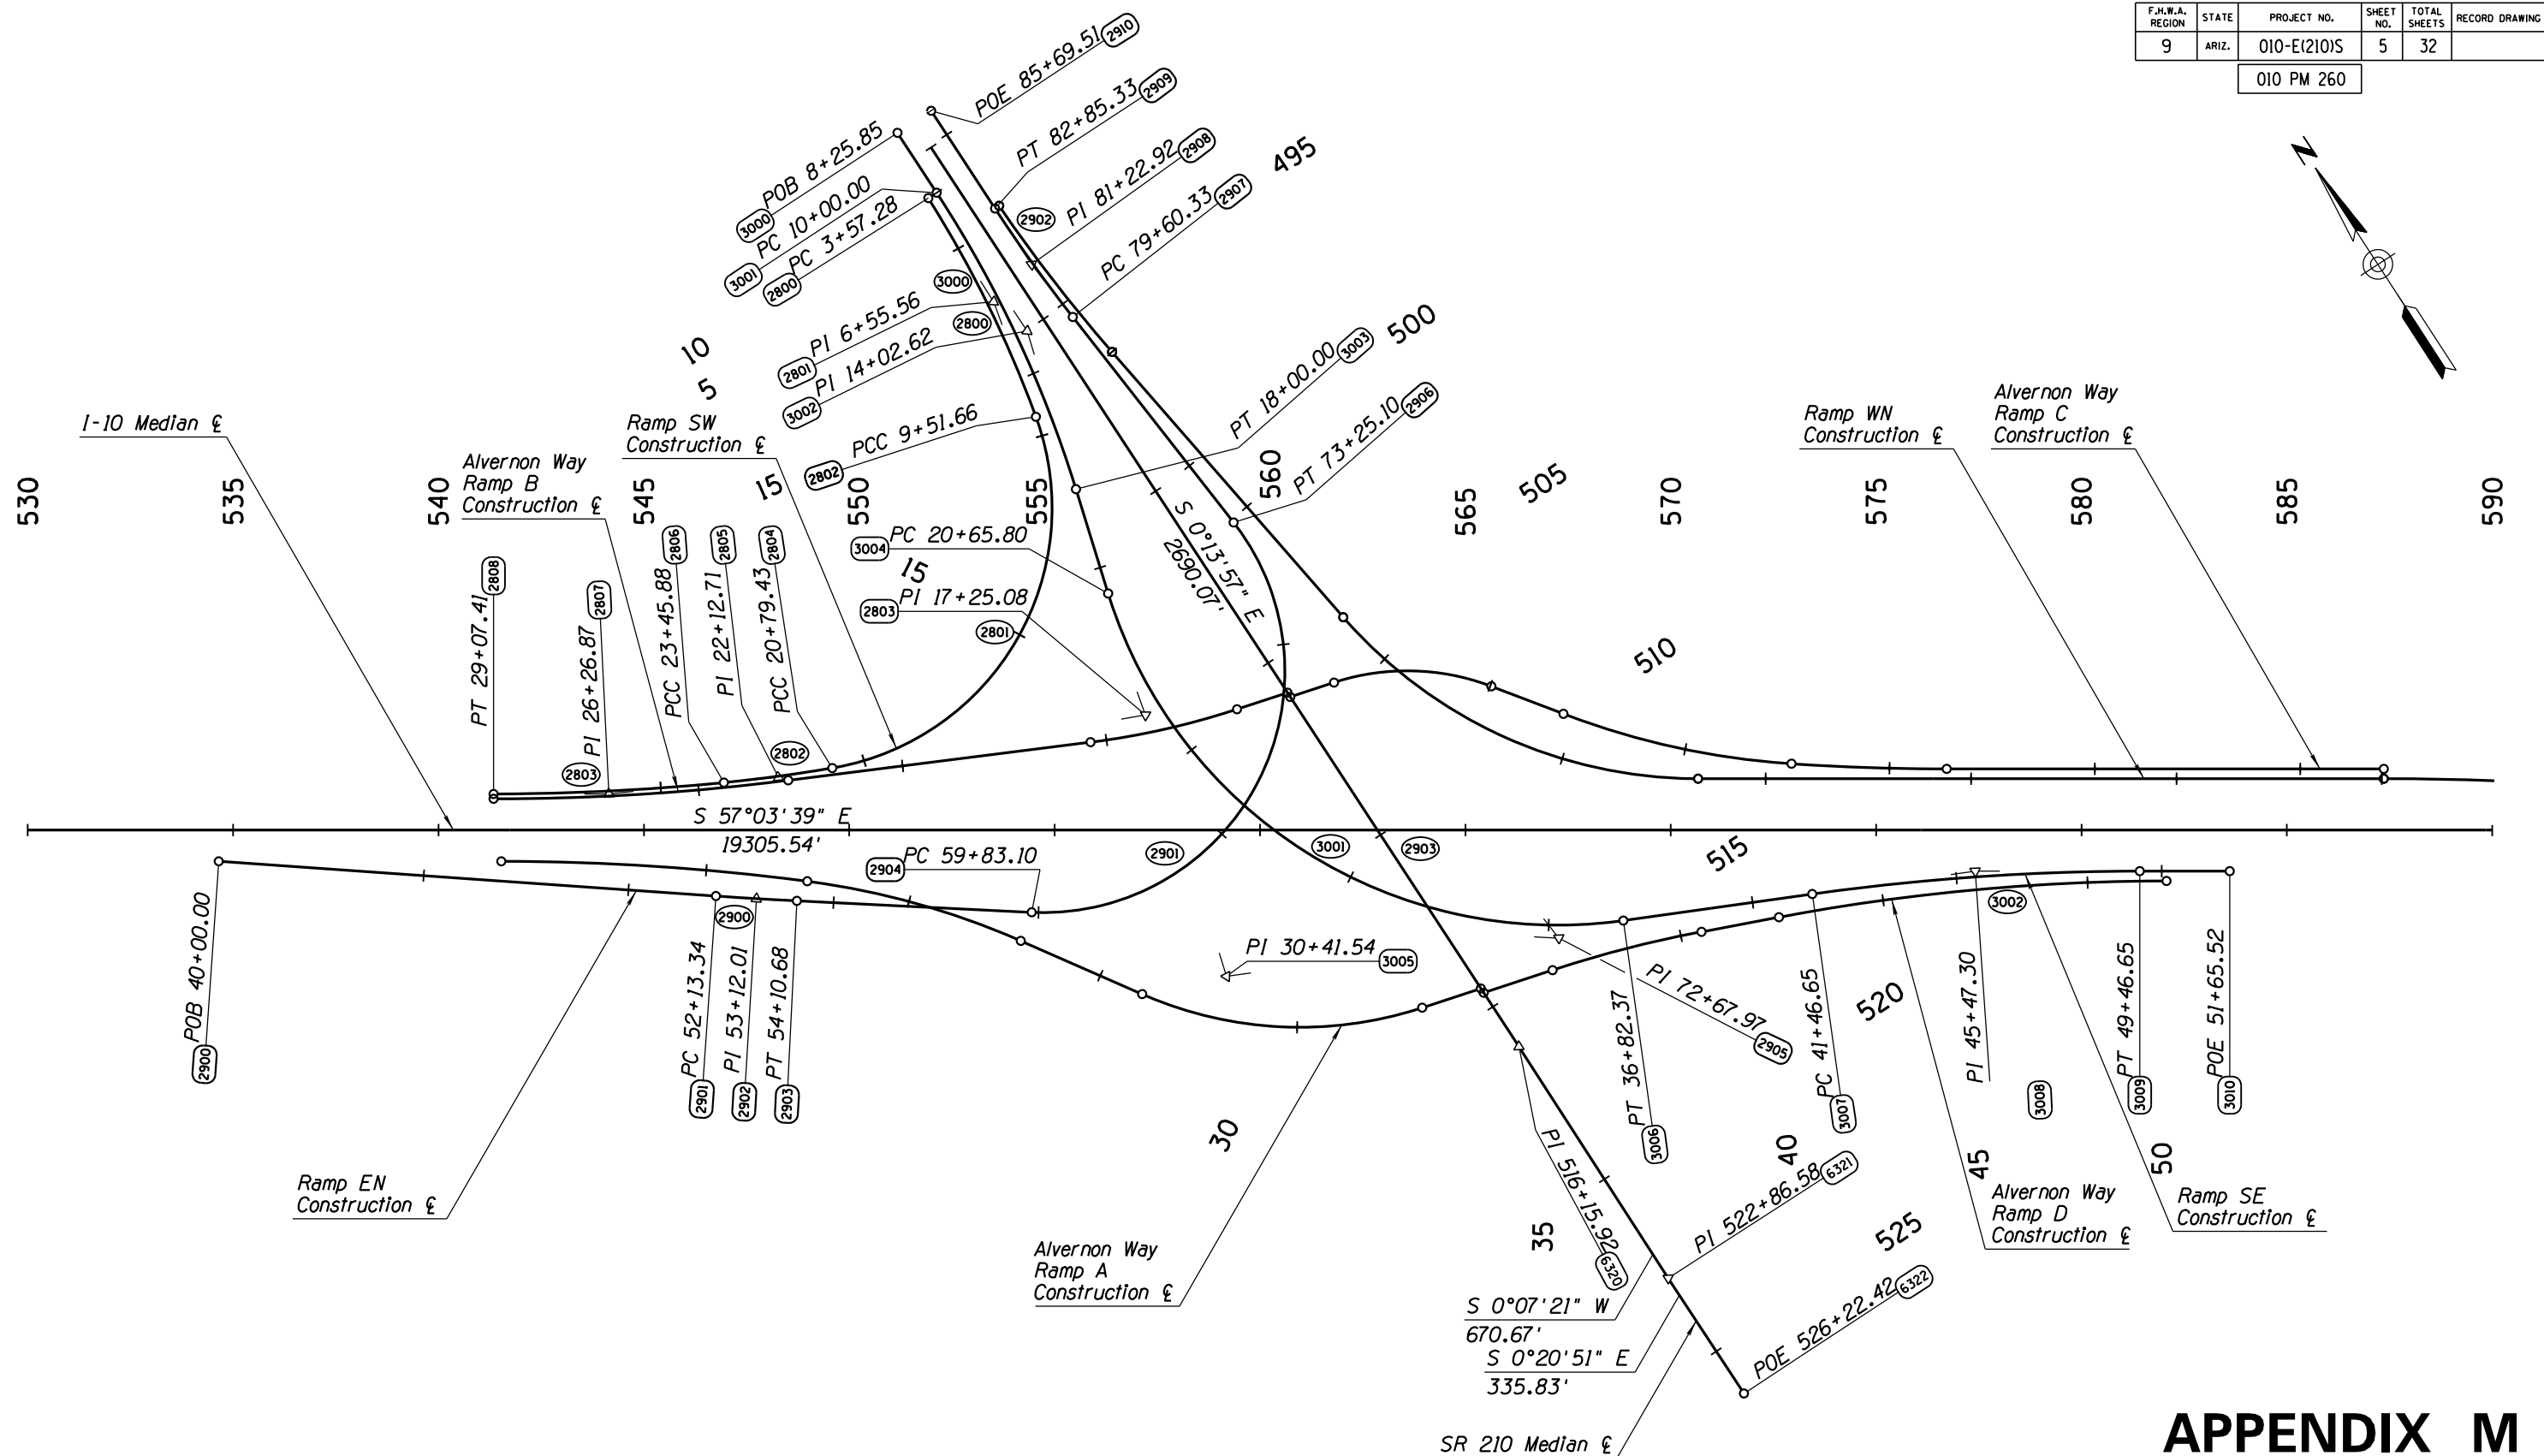 F.H.W.A. REGION
STATE
PROJECT NO.
SHEET NO.
TOTAL SHEETS
RECORD DRAWING
9
ARIZ.
010-E(210)S
5
32
010 PM 260
N
POE 85+69.51 2910
PT 82+85.33 2909
PI 81+22.92 2908
PC 79+60.33 2907
2902
495
500
505
510
515
520
525
3000 POB 8+25.85
3001 PC 10+00.00
2800 PC 3+57.28
3000
2800
2801 PI 6+55.56
3002 PI 14+02.62
2802 PCC 9+51.66
10
5
15
15
PT 18+00.00 3003
PT 73+25.10 2906
S 0°13'57" E
2690.07'
I-10 Median ℄
Alvernon Way
Ramp B
Construction ℄
Ramp SW
Construction ℄
Ramp WN
Construction ℄
Alvernon Way
Ramp C
Construction ℄
530
535
540
545
550
555
560
565
570
575
580
585
590
3004 PC 20+65.80
2803 PI 17+25.08
2801
PT 29+07.41 2808
PI 26+26.87 2807
PCC 23+45.88 2806
PI 22+12.71 2805
PCC 20+79.43 2804
2803
2802
S 57°03'39" E
19305.54'
2904 PC 59+83.10
2901
3001
2903
2900
3002
2900 POB 40+00.00
2901 PC 52+13.34
2902 PI 53+12.01
2903 PT 54+10.68
PI 30+41.54 3005
PI 72+67.97 2905
3006 PT 36+82.37
3007 PC 41+46.65
3008 PI 45+47.30
3009 PT 49+46.65
3010 POE 51+65.52
30
35
40
45
50
Ramp EN
Construction ℄
Alvernon Way
Ramp A
Construction ℄
Alvernon Way
Ramp D
Construction ℄
Ramp SE
Construction ℄
PI 516+15.92 6320
PI 522+86.58 6321
POE 526+22.42 6322
S 0°07'21" W
670.67'
S 0°20'51" E
335.83'
SR 210 Median ℄
APPENDIX M